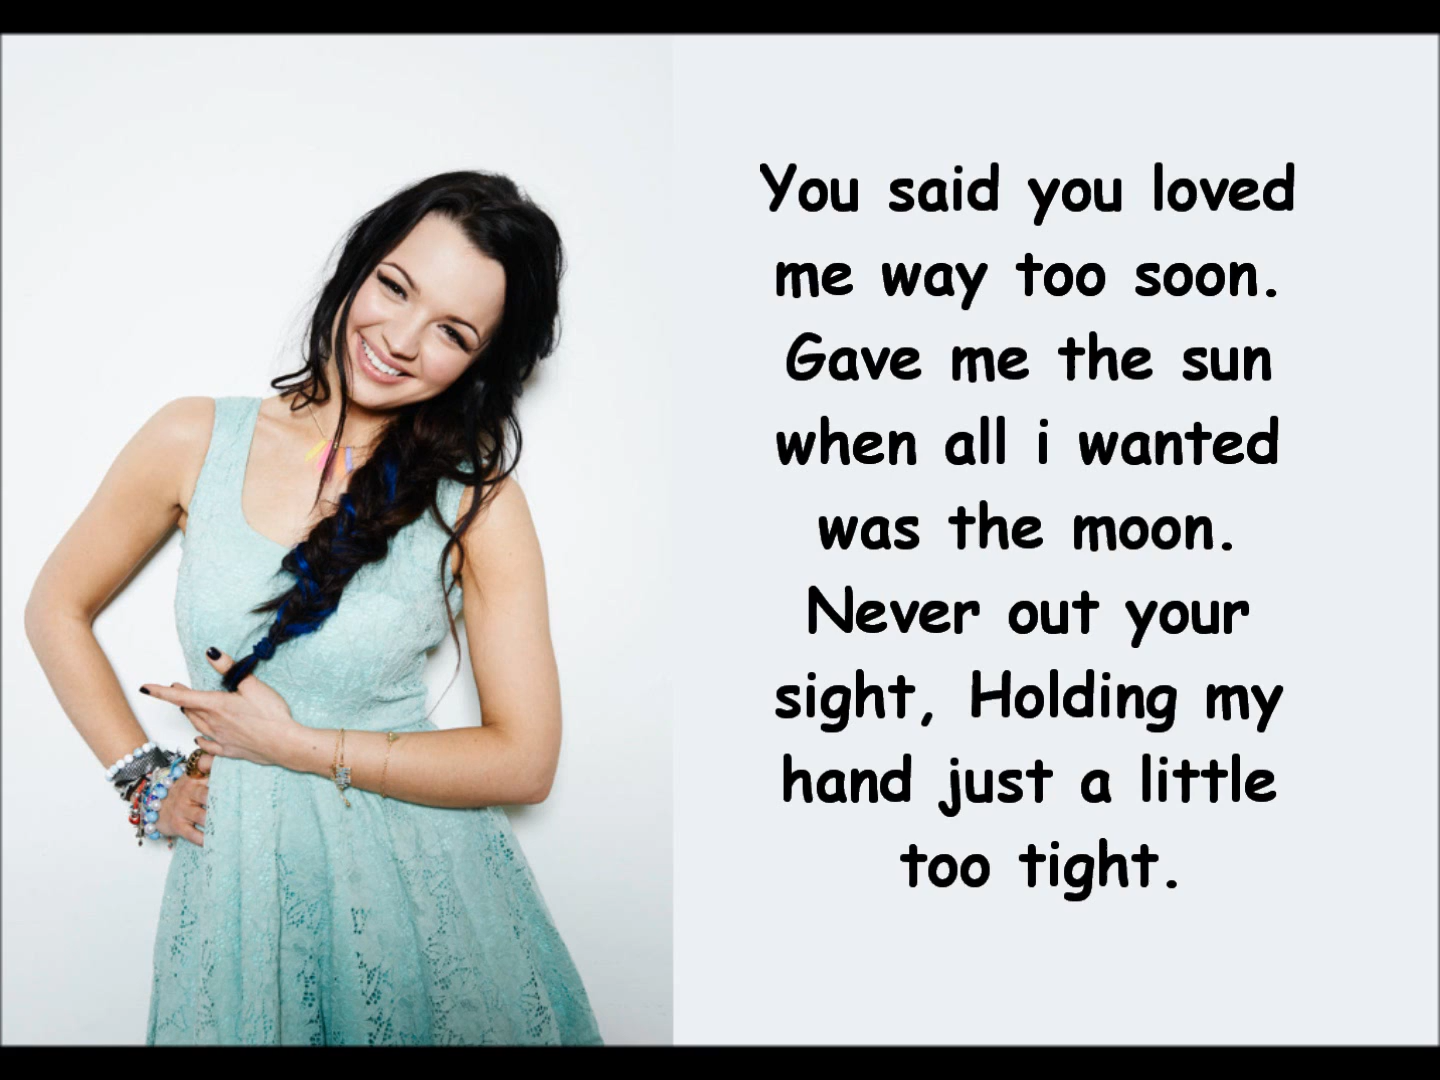 You said you loved
me way too soon.
Gave me the sun
when all i wanted
was the moon.
Never out your
sight, Holding my
hand just a little
too tight.